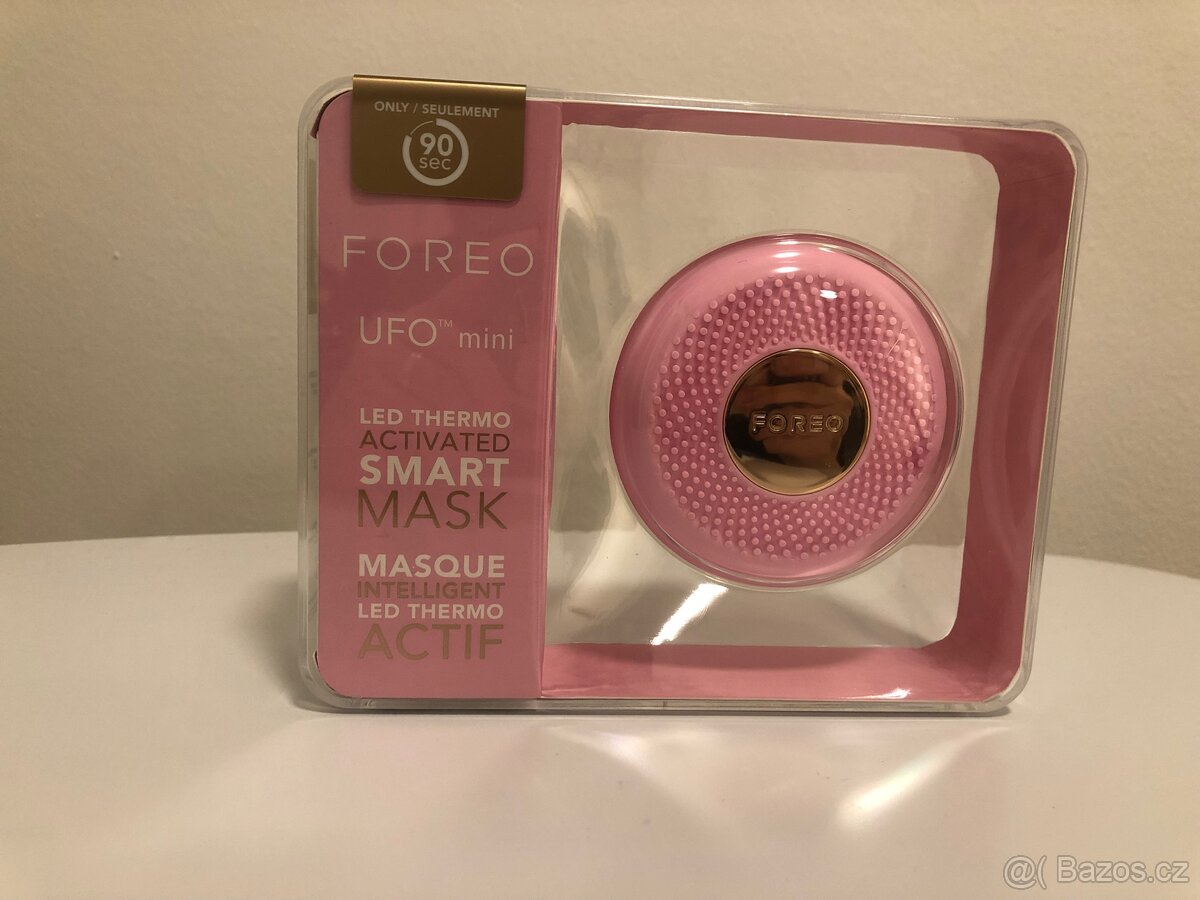 ONLY / SEULEMENT
90
sec
FOREO
UFO™ mini
LED THERMO
ACTIVATED
SMART
MASK
MASQUE
INTELLIGENT
LED THERMO
ACTIF
FOREO
@( Bazos.cz